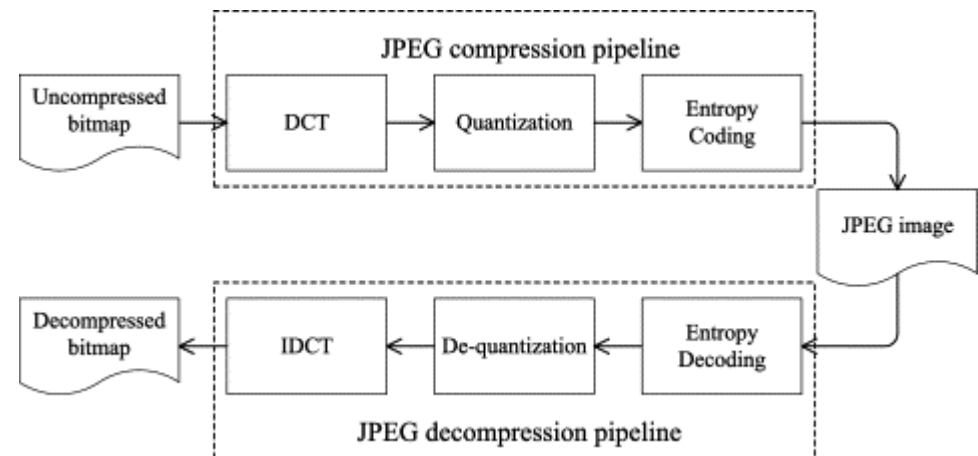 JPEG compression pipeline
Uncompressed
bitmap
DCT
Quantization
Entropy
Coding
JPEG image
Decompressed
bitmap
IDCT
De-quantization
Entropy
Decoding
JPEG decompression pipeline